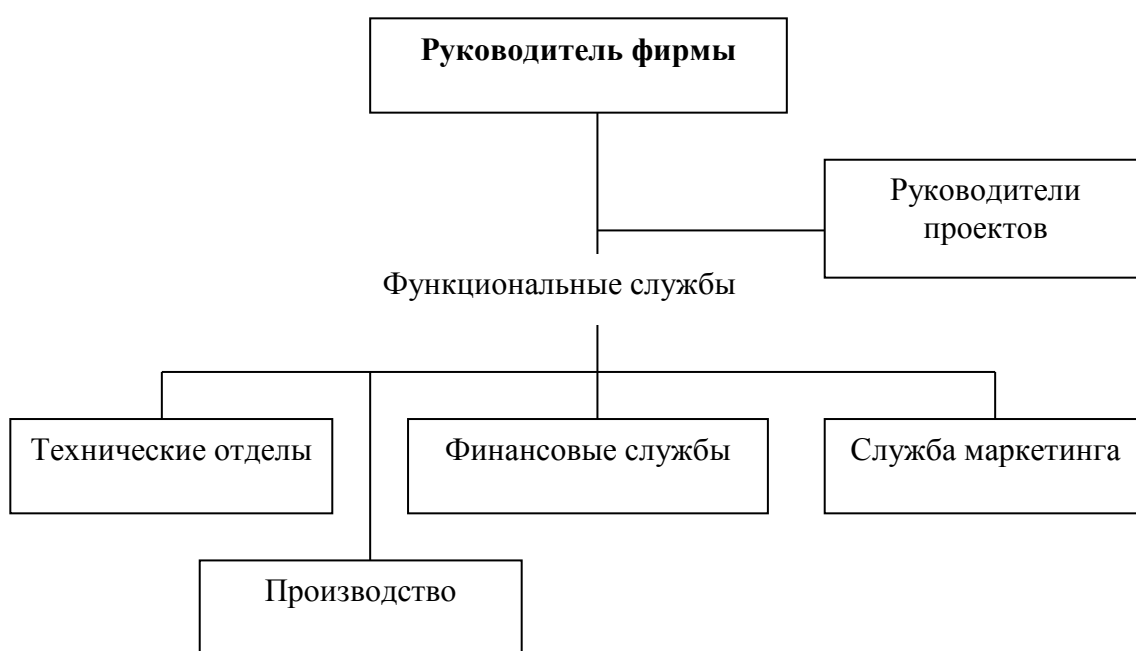 Руководитель фирмы
Руководители
проектов
Функциональные службы
Технические отделы
Финансовые службы
Служба маркетинга
Производство